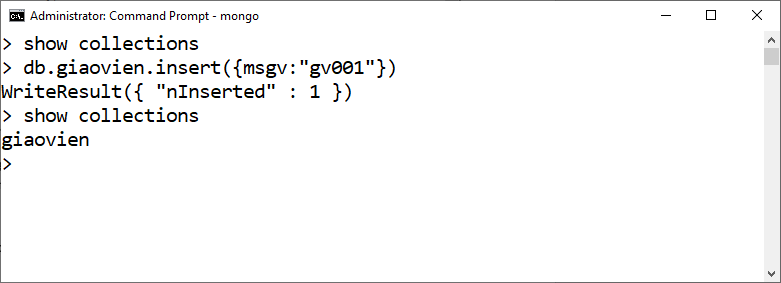 Administrator: Command Prompt - mongo
> show collections
> db.giaovien.insert({msgv:"gv001"})
WriteResult({ "nInserted" : 1 })
> show collections
giaovien
>